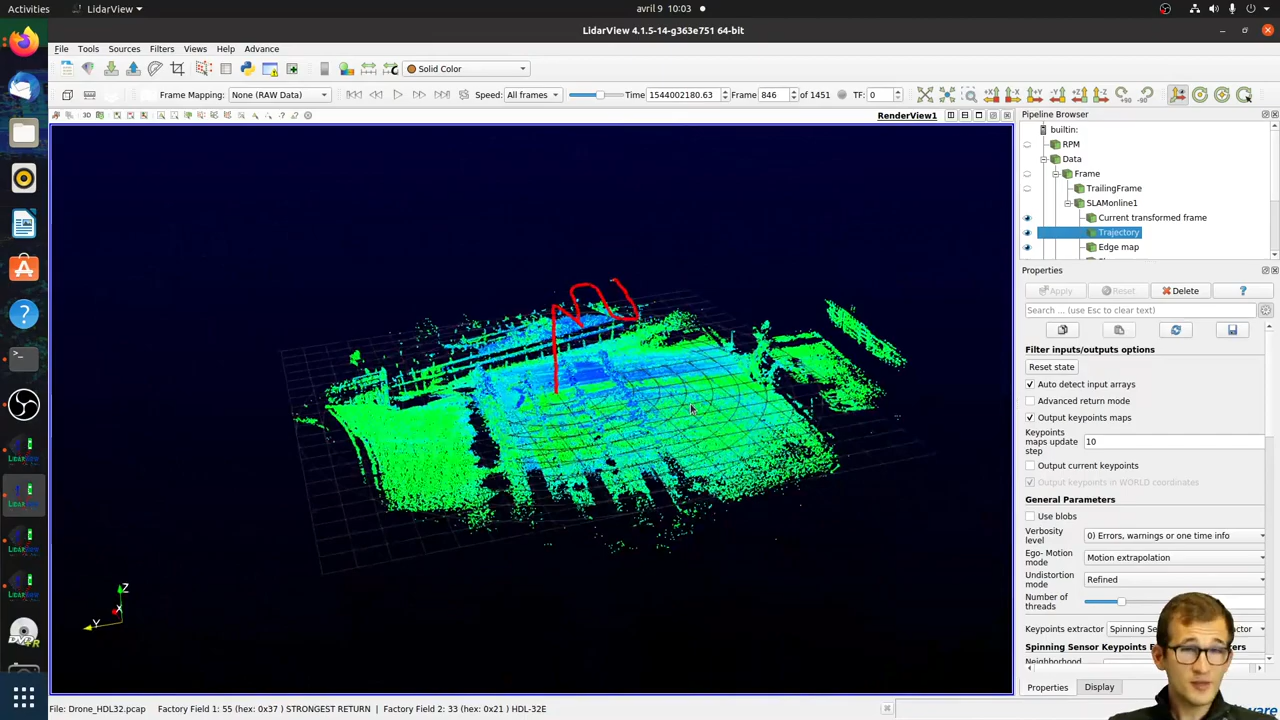 Activities
LidarView
avril 9 10:03
LidarView 4.1.5-14-g363e751 64-bit
File Tools Sources Filters Views Help Advance
Solid Color
Frame Mapping: None (RAW Data)
Speed: All frames
Time 1544002180.63
Frame 846 of 1451
TF: 0
+90 -90
3D
RenderView1
Pipeline Browser
builtin:
RPM
Data
Frame
TrailingFrame
SLAMonline1
Current transformed frame
Trajectory
Edge map
Properties
Apply Reset Delete ?
Search ... (use Esc to clear text)
Filter inputs/outputs options
Reset state
Auto detect input arrays
Advanced return mode
Output keypoints maps
Keypoints
maps update 10
step
Output current keypoints
Output keypoints in WORLD coordinates
General Parameters
Use blobs
Verbosity
level 0) Errors, warnings or one time info
Ego- Motion
mode Motion extrapolation
Undistortion
mode Refined
Number of
threads
Keypoints extractor Spinning Sen
Spinning Sensor Keypoints E
Neighborhood
Properties Display
Z
X
Y
File: Drone_HDL32.pcap Factory Field 1: 55 (hex: 0x37 ) STRONGEST RETURN | Factory Field 2: 33 (hex: 0x21 ) HDL-32E